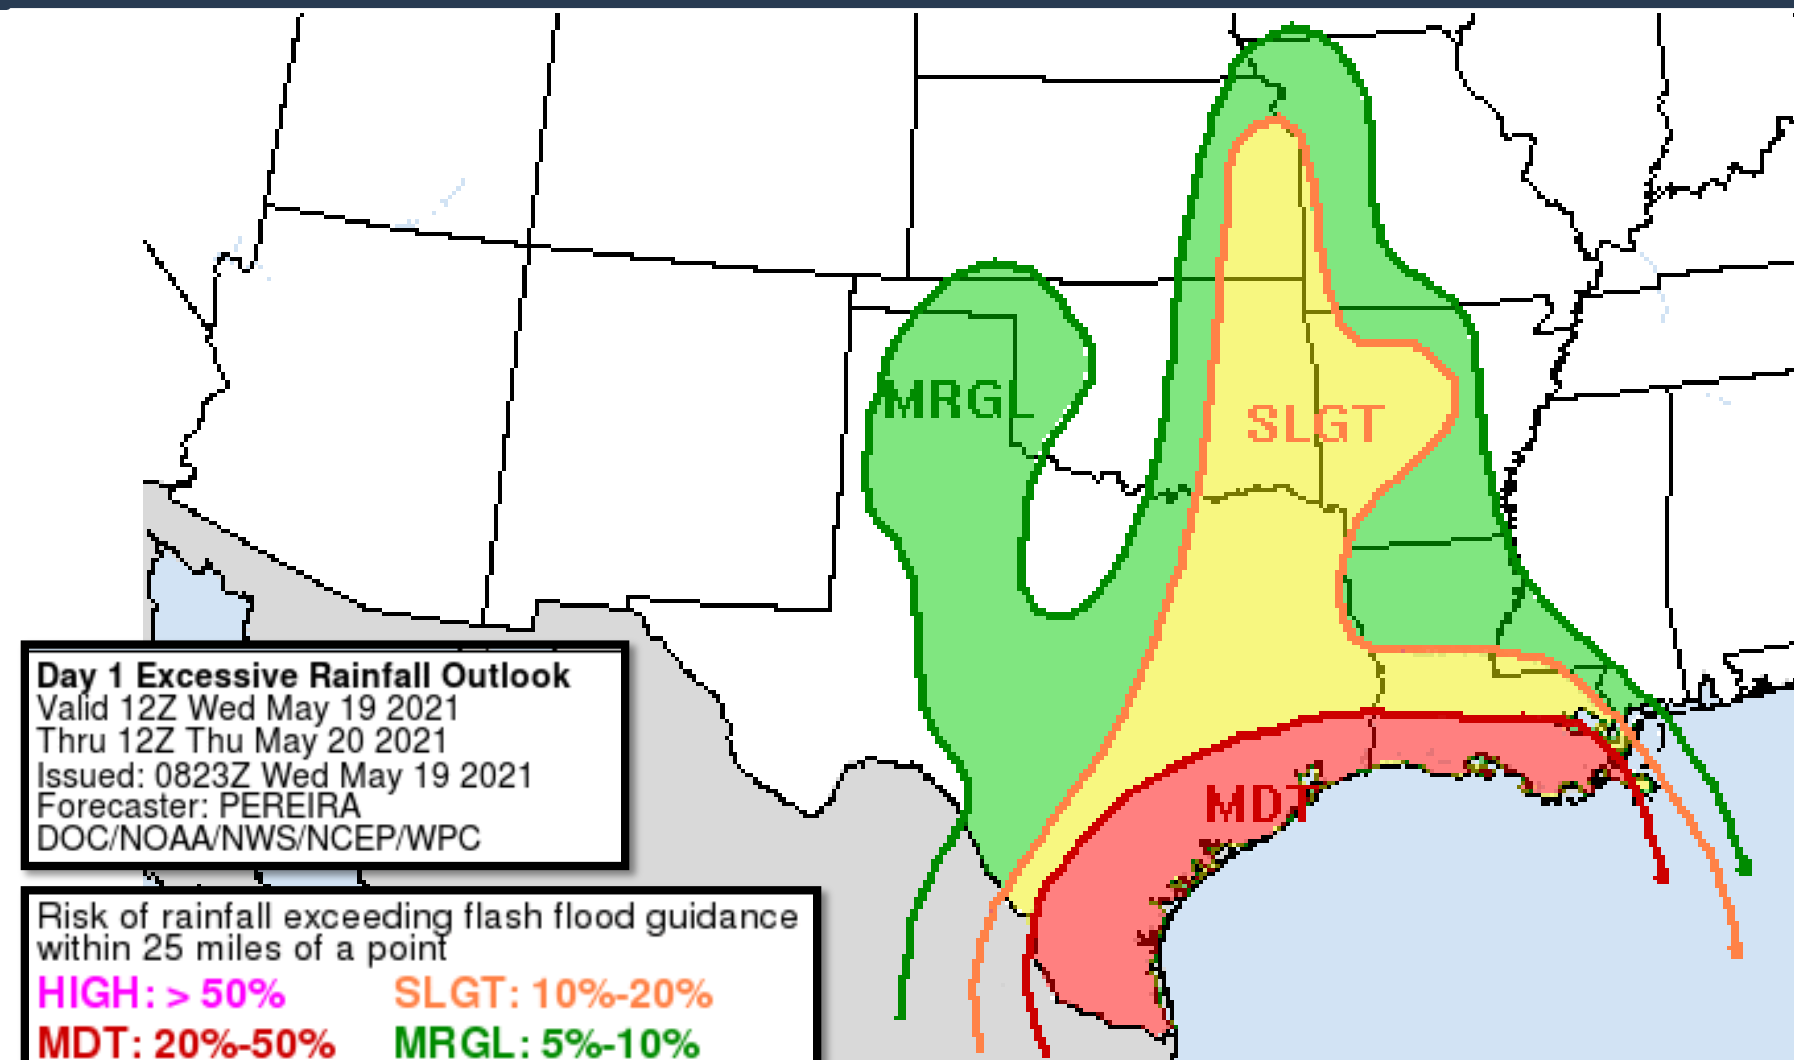 MRGL
SLGT
MDT
Day 1 Excessive Rainfall Outlook
Valid 12Z Wed May 19 2021
Thru 12Z Thu May 20 2021
Issued: 0823Z Wed May 19 2021
Forecaster: PEREIRA
DOC/NOAA/NWS/NCEP/WPC
Risk of rainfall exceeding flash flood guidance
within 25 miles of a point
HIGH: > 50% SLGT: 10%-20%
MDT: 20%-50% MRGL: 5%-10%